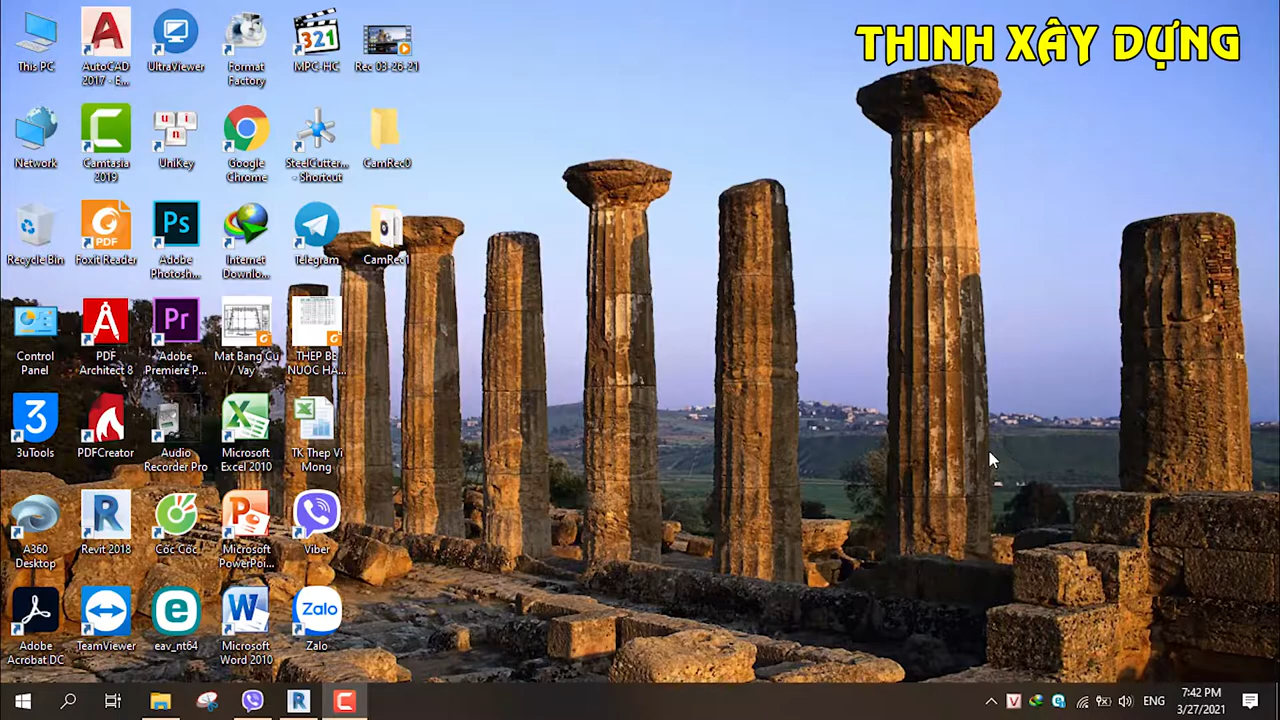 THINH XÂY DỰNG
This PC
AutoCAD
2017 - E...
UltraViewer
Format
Factory
MPC-HC
Rec 03-26-21
Network
Camtasia
2019
UniKey
Google
Chrome
SteelCutter...
- Shortcut
CamRec0
Recycle Bin
Foxit Reader
Adobe
Photosh...
Internet
Downlo...
Telegram
CamRec1
Control
Panel
PDF
Architect 8
Adobe
Premiere P...
Mat Bang Cu
/ Vay
THEP BE
NUOC HA...
3uTools
PDFCreator
Audio
Recorder Pro
Microsoft
Excel 2010
TK Thep Vi
Mong
A360
Desktop
Revit 2018
Cốc Cốc
Microsoft
PowerPoi...
Viber
Adobe
Acrobat DC
TeamViewer
eav_nt64
Microsoft
Word 2010
Zalo
ENG
7:42 PM
3/27/2021